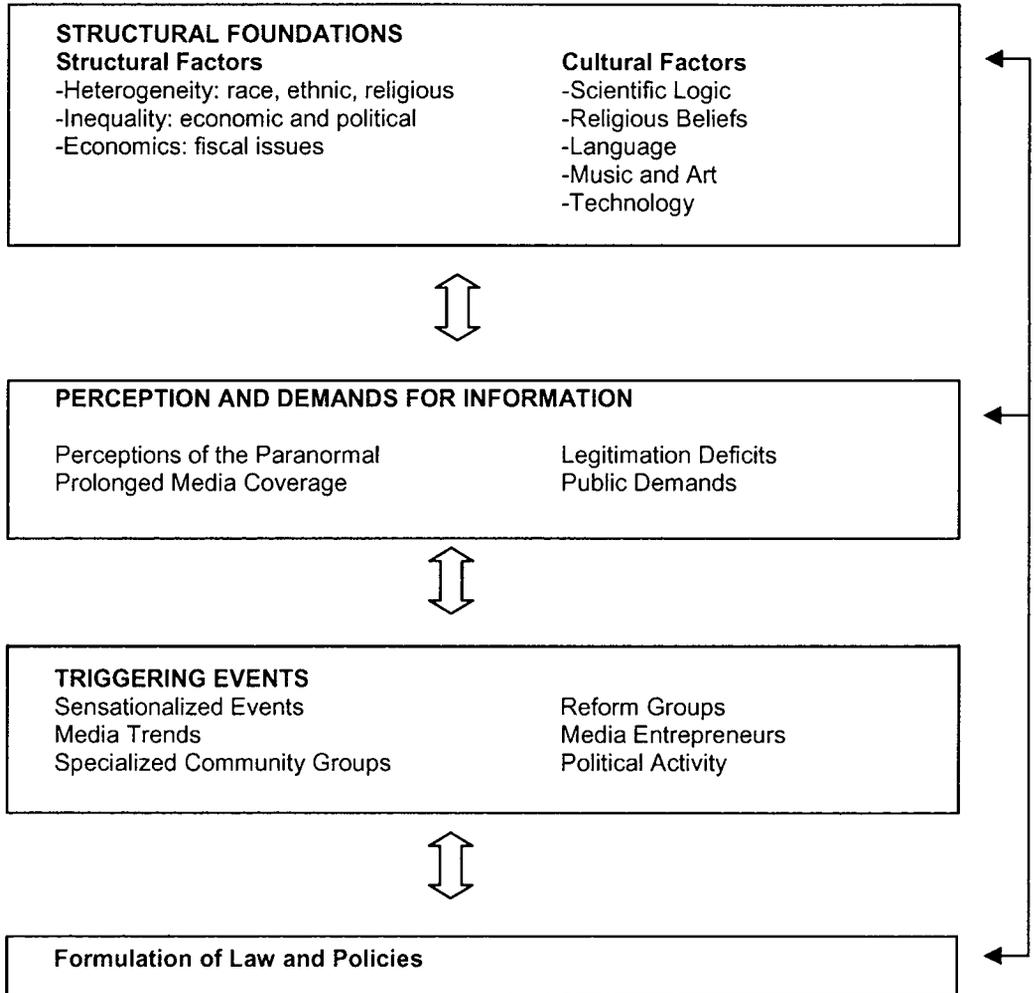 STRUCTURAL FOUNDATIONS
Structural Factors
-Heterogeneity: race, ethnic, religious
-Inequality: economic and political
-Economics: fiscal issues
Cultural Factors
-Scientific Logic
-Religious Beliefs
-Language
-Music and Art
-Technology
PERCEPTION AND DEMANDS FOR INFORMATION
Perceptions of the Paranormal
Prolonged Media Coverage
Legitimation Deficits
Public Demands
TRIGGERING EVENTS
Sensationalized Events
Media Trends
Specialized Community Groups
Reform Groups
Media Entrepreneurs
Political Activity
Formulation of Law and Policies